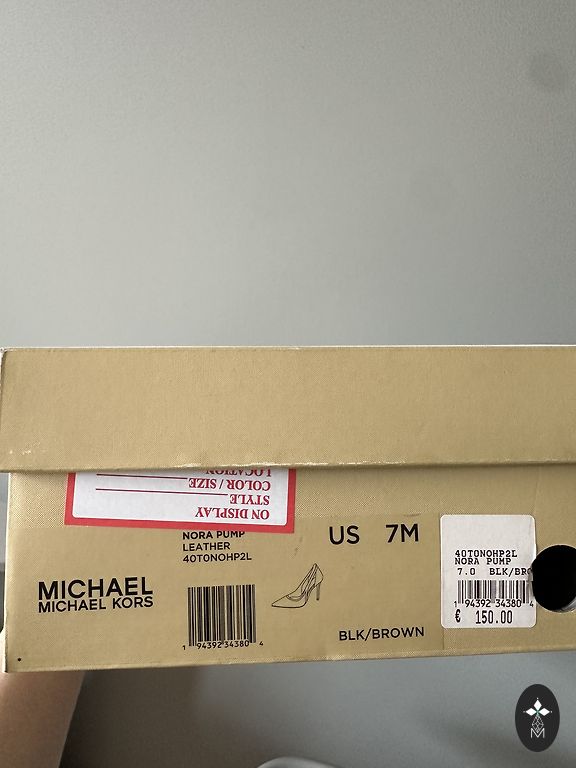 LOCATION
COLOR / SIZE
STYLE
ON DISPLAY
NORA PUMP
LEATHER
40T0NOHP2L
US 7M
MICHAEL
MICHAEL KORS
1 94392 34380 4
BLK/BROWN
40T0NOHP2L
NORA PUMP
7.0 BLK/BRO
1 94392 34380 4
€ 150.00
M